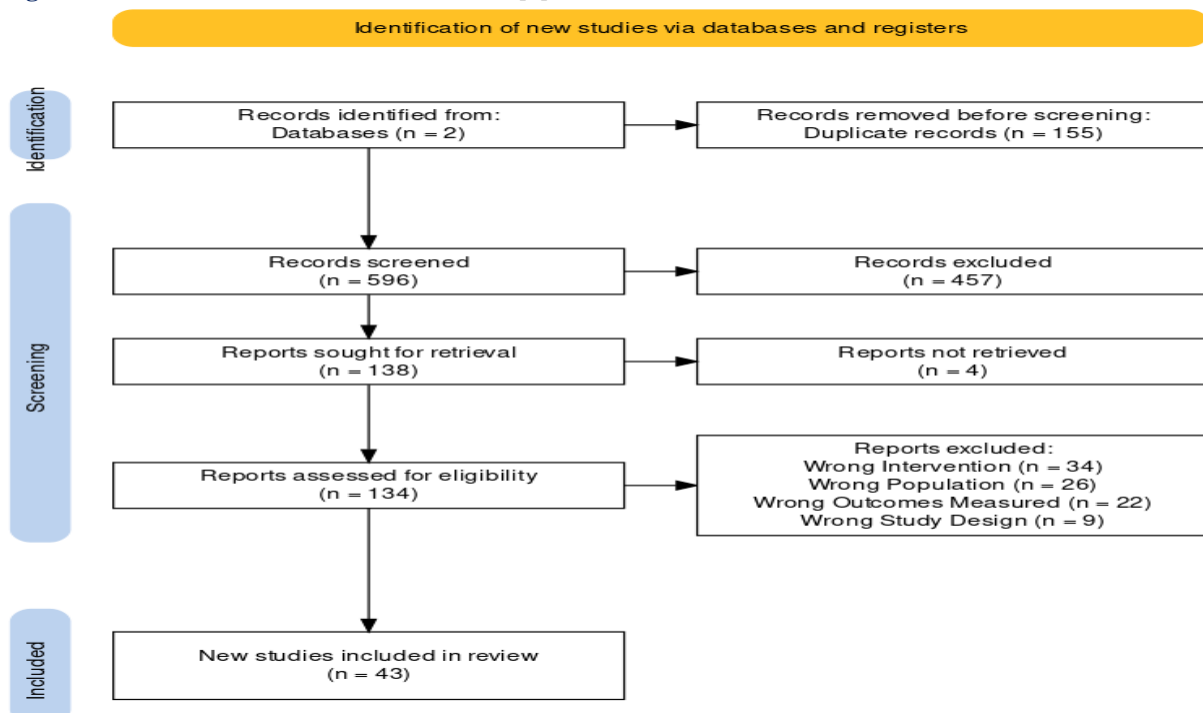 Identification of new studies via databases and registers
Identification
Records identified from:
Databases (n = 2)
Records removed before screening:
Duplicate records (n = 155)
Screening
Records screened
(n = 596)
Records excluded
(n = 457)
Reports sought for retrieval
(n = 138)
Reports not retrieved
(n = 4)
Reports assessed for eligibility
(n = 134)
Reports excluded:
Wrong Intervention (n = 34)
Wrong Population (n = 26)
Wrong Outcomes Measured (n = 22)
Wrong Study Design (n = 9)
Included
New studies included in review
(n = 43)